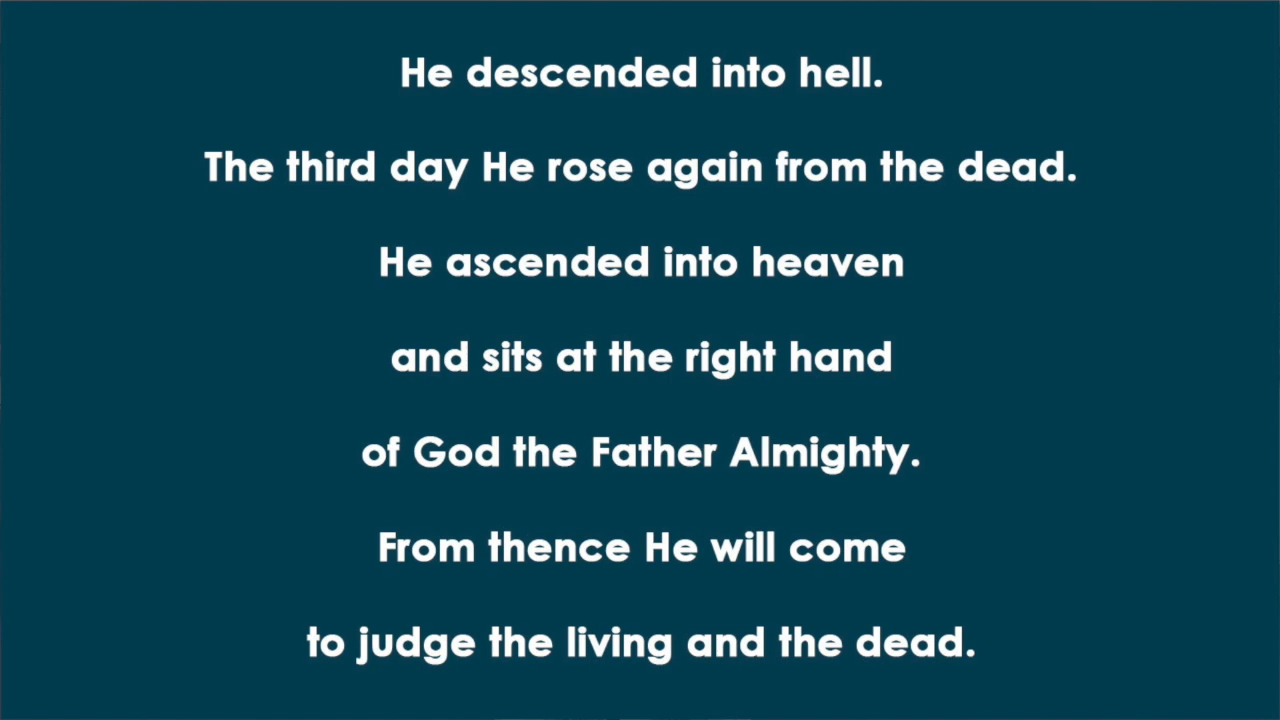 He descended into hell.
The third day He rose again from the dead.
He ascended into heaven
and sits at the right hand
of God the Father Almighty.
From thence He will come
to judge the living and the dead.